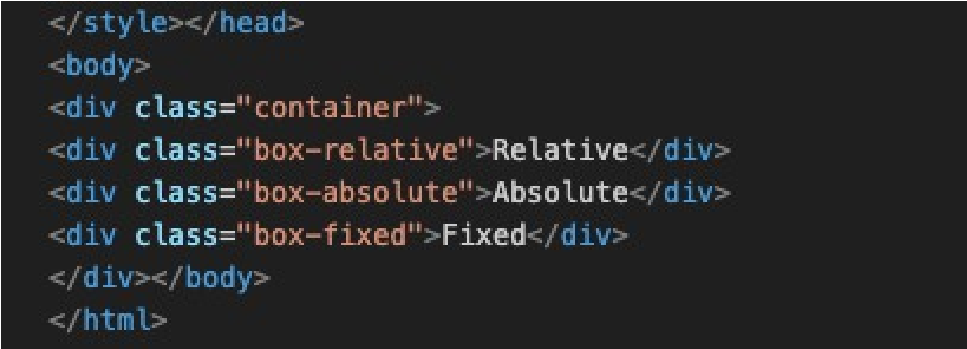 </style></head>
<body>
<div class="container">
<div class="box-relative">Relative</div>
<div class="box-absolute">Absolute</div>
<div class="box-fixed">Fixed</div>
</div></body>
</html>